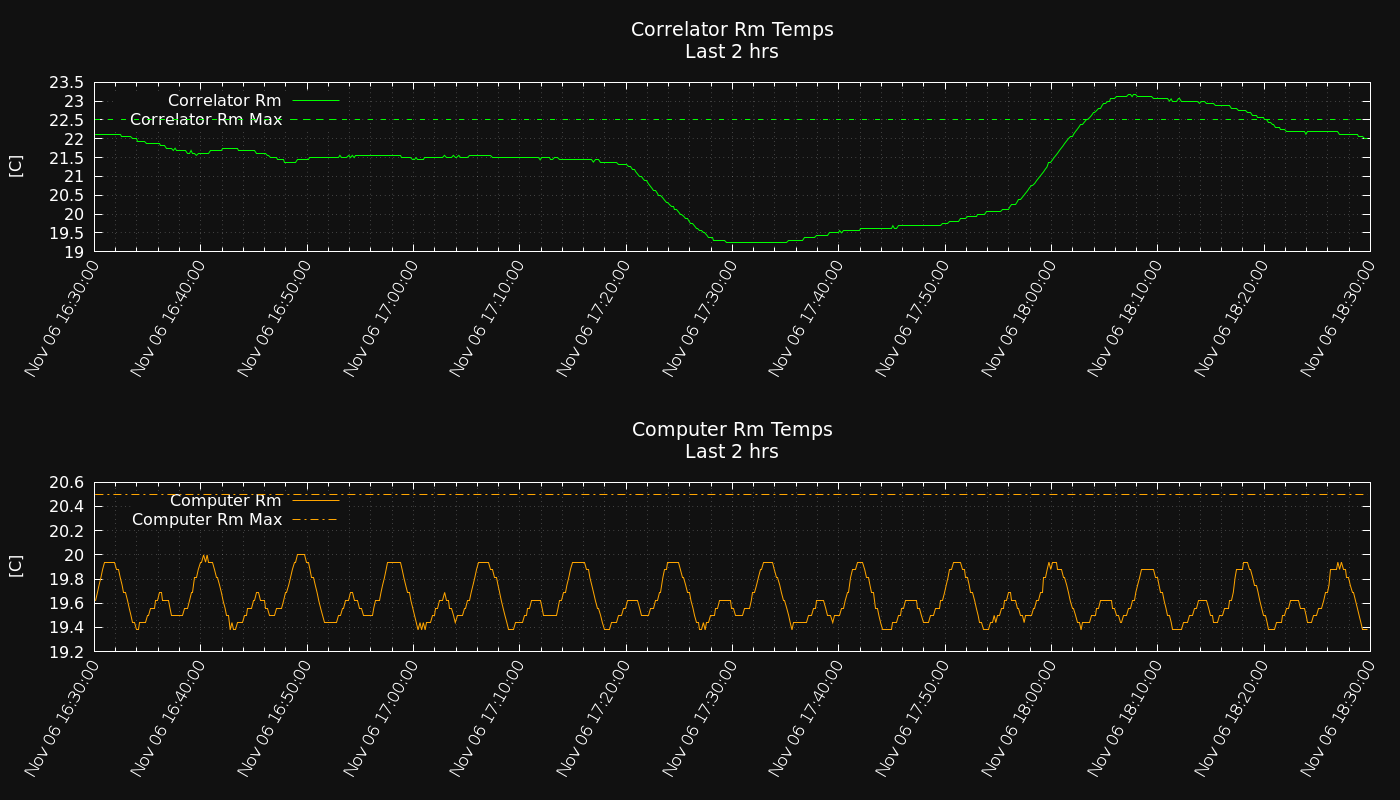 Correlator Rm Temps
Last 2 hrs
[C]
23.5
23
22.5
22
21.5
21
20.5
20
19.5
19
Correlator Rm
Correlator Rm Max
Nov 06 16:30:00
Nov 06 16:40:00
Nov 06 16:50:00
Nov 06 17:00:00
Nov 06 17:10:00
Nov 06 17:20:00
Nov 06 17:30:00
Nov 06 17:40:00
Nov 06 17:50:00
Nov 06 18:00:00
Nov 06 18:10:00
Nov 06 18:20:00
Nov 06 18:30:00
Computer Rm Temps
Last 2 hrs
[C]
20.6
20.4
20.2
20
19.8
19.6
19.4
19.2
Computer Rm
Computer Rm Max
Nov 06 16:30:00
Nov 06 16:40:00
Nov 06 16:50:00
Nov 06 17:00:00
Nov 06 17:10:00
Nov 06 17:20:00
Nov 06 17:30:00
Nov 06 17:40:00
Nov 06 17:50:00
Nov 06 18:00:00
Nov 06 18:10:00
Nov 06 18:20:00
Nov 06 18:30:00